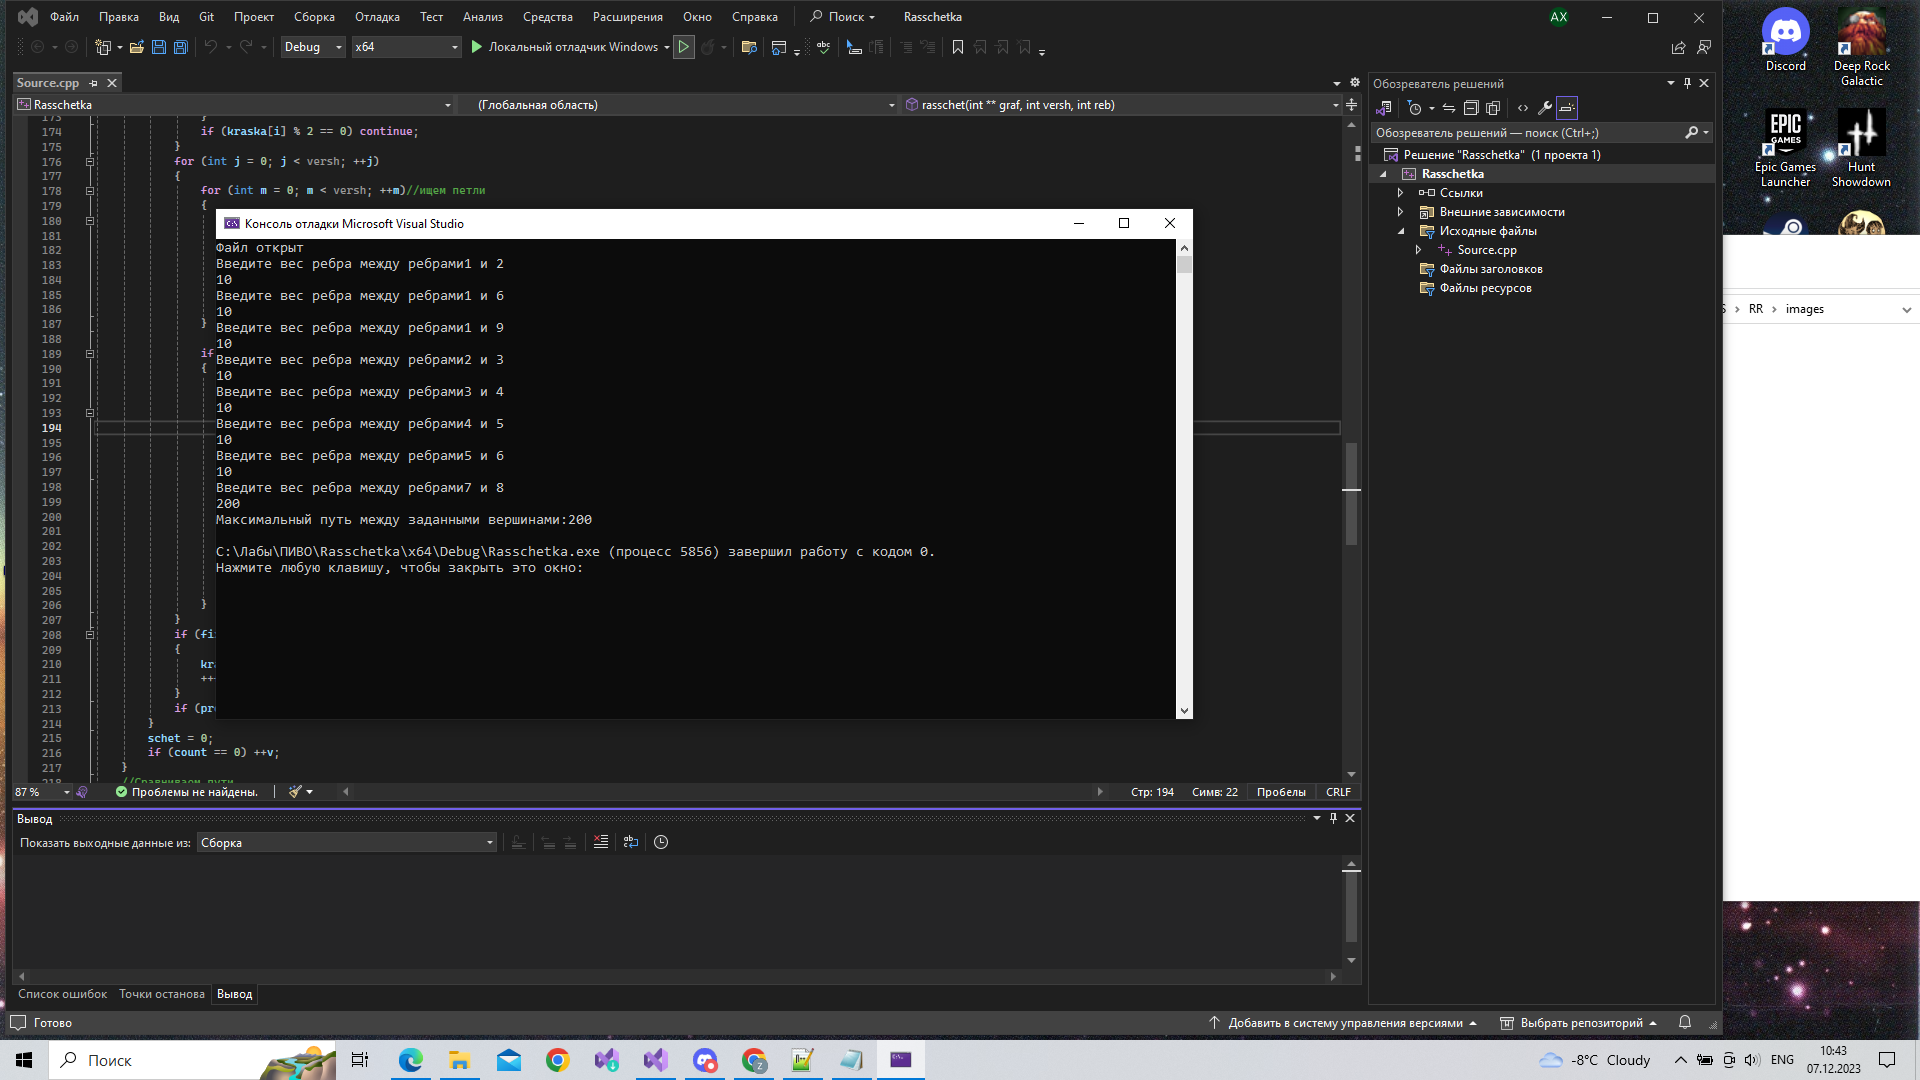 Файл Правка Вид Git Проект Сборка Отладка Тест Анализ Средства Расширения Окно Справка Поиск Rasschetka AX
Debug x64 Локальный отладчик Windows
Source.cpp
Rasschetka (Глобальная область) rasschet(int ** graf, int versh, int reb)
173 }
174 if (kraska[i] % 2 == 0) continue;
175 }
176 for (int j = 0; j < versh; ++j)
177 {
178 for (int m = 0; m < versh; ++m)//ищем петли
179 {
180
181
182
183
184
185
186
187 }
188
189 if
190 {
191
192
193
194
195
196
197
198
199
200
201
202
203
204
205
206 }
207 }
208 if (fi
209 {
210 kra
211 ++
212 }
213 if (pr
214 }
215 schet = 0;
216 if (count == 0) ++v;
217 }
218 //Сравниваем пути
Консоль отладки Microsoft Visual Studio
Файл открыт
Введите вес ребра между ребрами1 и 2
10
Введите вес ребра между ребрами1 и 6
10
Введите вес ребра между ребрами1 и 9
10
Введите вес ребра между ребрами2 и 3
10
Введите вес ребра между ребрами3 и 4
10
Введите вес ребра между ребрами4 и 5
10
Введите вес ребра между ребрами5 и 6
10
Введите вес ребра между ребрами7 и 8
200
Максимальный путь между заданными вершинами:200
C:\Лабы\ПИВО\Rasschetka\x64\Debug\Rasschetka.exe (процесс 5856) завершил работу с кодом 0.
Нажмите любую клавишу, чтобы закрыть это окно:
87 % Проблемы не найдены. Стр: 194 Симв: 22 Пробелы CRLF
Вывод
Показать выходные данные из: Сборка
Список ошибок Точки останова Вывод
Готово Добавить в систему управления версиями Выбрать репозиторий
Обозреватель решений
Обозреватель решений — поиск (Ctrl+;)
Решение "Rasschetka" (1 проекта 1)
Rasschetka
Ссылки
Внешние зависимости
Исходные файлы
Source.cpp
Файлы заголовков
Файлы ресурсов
Discord
Deep Rock
Galactic
EPIC
GAMES
Epic Games
Launcher
Hunt
Showdown
RR images
Поиск
-8°C Cloudy ENG
10:43
07.12.2023